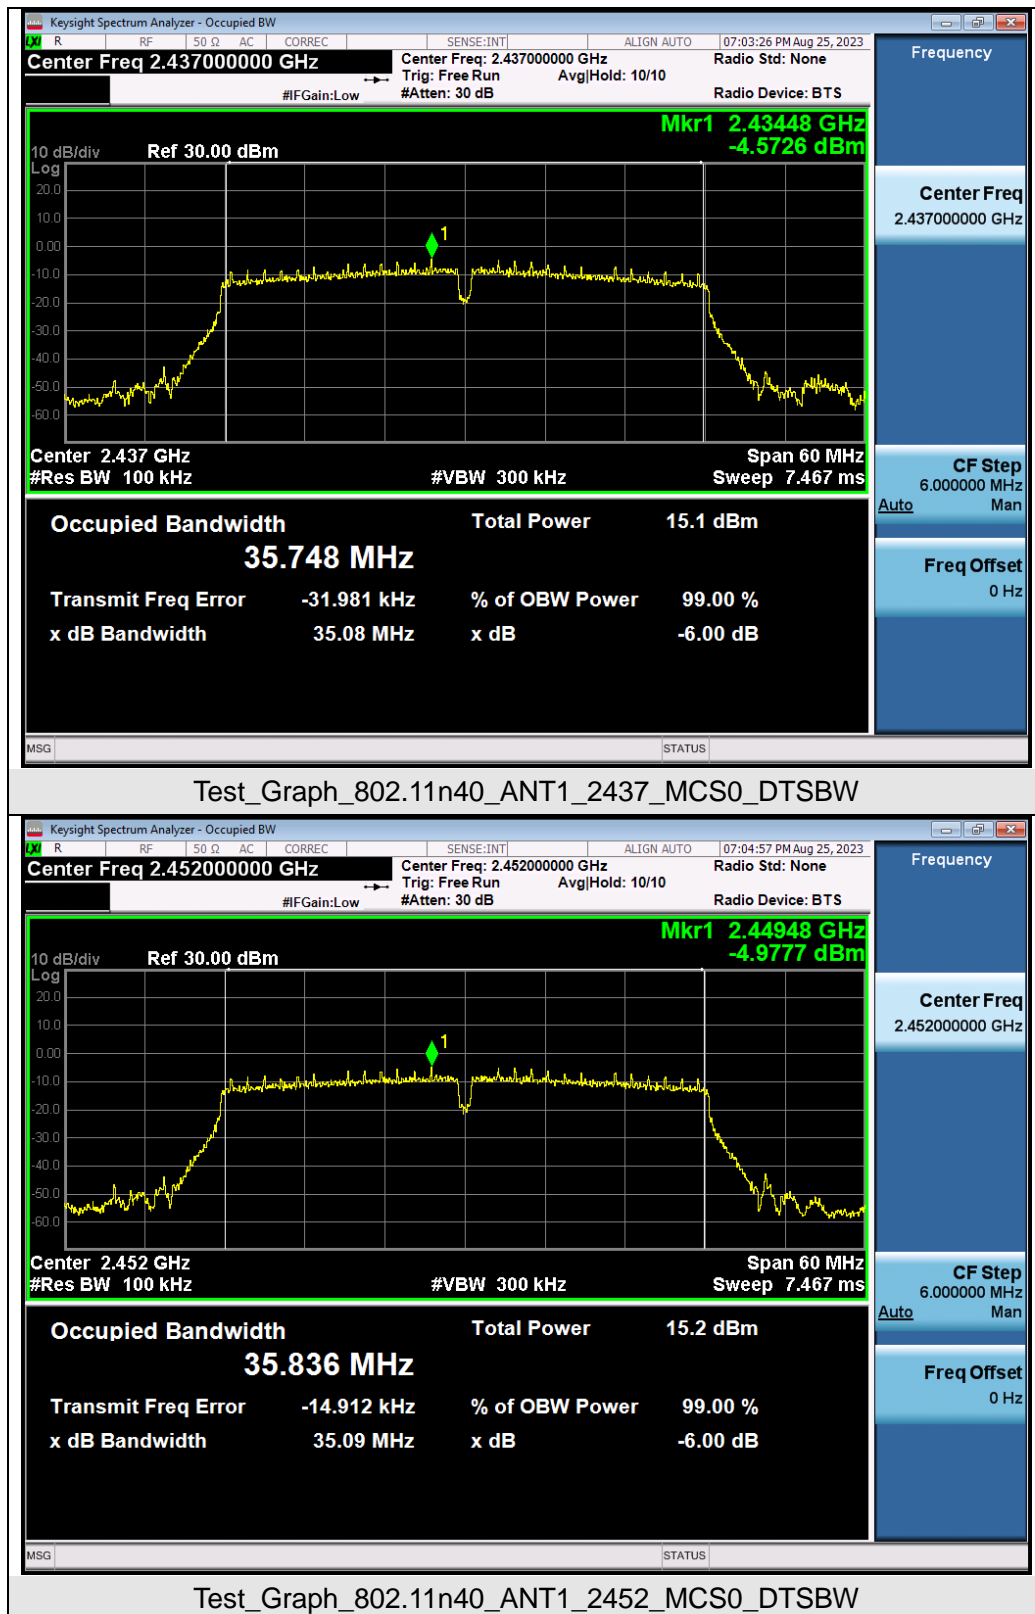 Keysight Spectrum Analyzer - Occupied BW
LXI R RF 50 Ω AC CORREC SENSE:INT ALIGN AUTO 07:03:26 PM Aug 25, 2023
Center Freq 2.437000000 GHz
Center Freq: 2.437000000 GHz
Radio Std: None
Trig: Free Run Avg|Hold: 10/10
#IFGain:Low
#Atten: 30 dB
Radio Device: BTS
Frequency
Mkr1 2.43448 GHz
-4.5726 dBm
10 dB/div Ref 30.00 dBm
Log
20.0
10.0
0.00
-10.0
-20.0
-30.0
-40.0
-50.0
-60.0
1
Center Freq
2.437000000 GHz
Center 2.437 GHz Span 60 MHz
#Res BW 100 kHz #VBW 300 kHz Sweep 7.467 ms
CF Step
6.000000 MHz
Auto Man
Occupied Bandwidth Total Power 15.1 dBm
35.748 MHz
Transmit Freq Error -31.981 kHz % of OBW Power 99.00 %
x dB Bandwidth 35.08 MHz x dB -6.00 dB
Freq Offset
0 Hz
MSG STATUS
Test_Graph_802.11n40_ANT1_2437_MCS0_DTSBW
Keysight Spectrum Analyzer - Occupied BW
LXI R RF 50 Ω AC CORREC SENSE:INT ALIGN AUTO 07:04:57 PM Aug 25, 2023
Center Freq 2.452000000 GHz
Center Freq: 2.452000000 GHz
Radio Std: None
Trig: Free Run Avg|Hold: 10/10
#IFGain:Low
#Atten: 30 dB
Radio Device: BTS
Frequency
Mkr1 2.44948 GHz
-4.9777 dBm
10 dB/div Ref 30.00 dBm
Log
20.0
10.0
0.00
-10.0
-20.0
-30.0
-40.0
-50.0
-60.0
1
Center Freq
2.452000000 GHz
Center 2.452 GHz Span 60 MHz
#Res BW 100 kHz #VBW 300 kHz Sweep 7.467 ms
CF Step
6.000000 MHz
Auto Man
Occupied Bandwidth Total Power 15.2 dBm
35.836 MHz
Transmit Freq Error -14.912 kHz % of OBW Power 99.00 %
x dB Bandwidth 35.09 MHz x dB -6.00 dB
Freq Offset
0 Hz
MSG STATUS
Test_Graph_802.11n40_ANT1_2452_MCS0_DTSBW